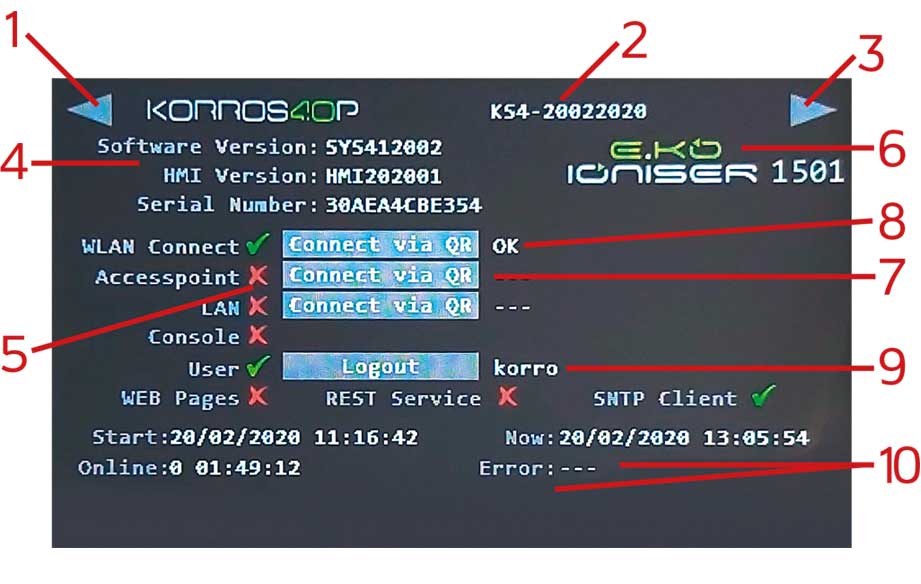 1
2
3
KORROS4.0P KS4-20022020
Software Version: SYS412002
4
HMI Version: HMI202001
Serial Number: 30AEA4CBE354
E.KO
6
IONISER 1501
8
WLAN Connect Connect via QR OK
Accesspoint Connect via QR ---
7
LAN Connect via QR ---
Console
5
User Logout korro
9
WEB Pages REST Service SNTP Client
Start:20/02/2020 11:16:42 Now:20/02/2020 13:05:54
Online:0 01:49:12 Error:---
10